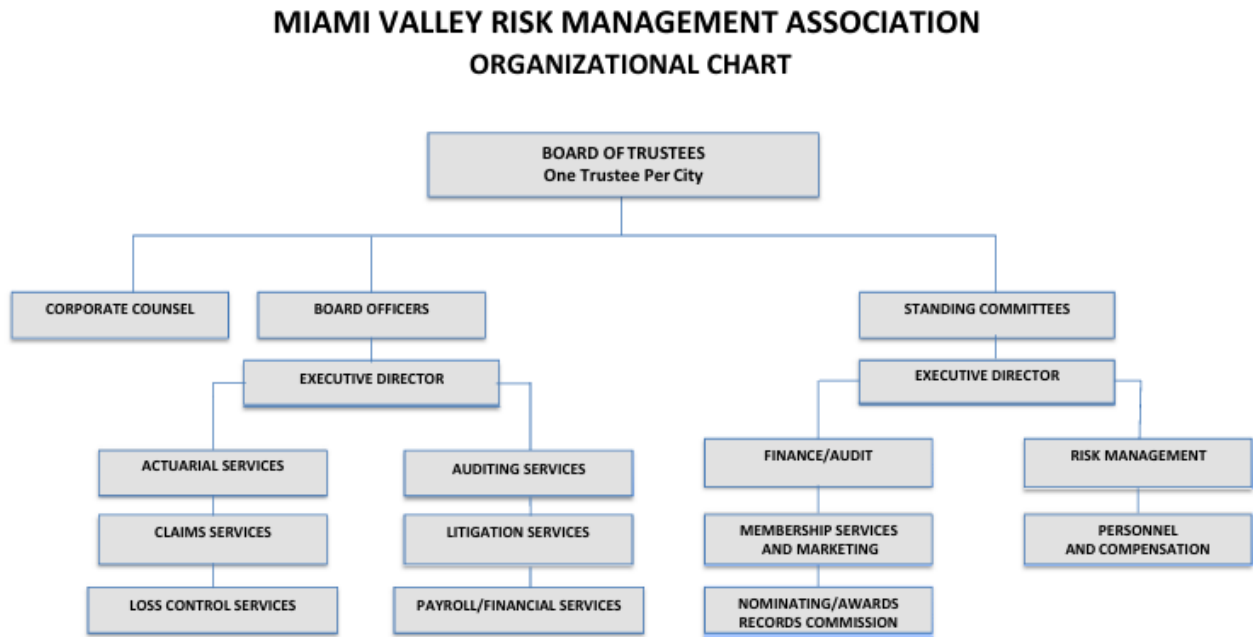 MIAMI VALLEY RISK MANAGEMENT ASSOCIATION
ORGANIZATIONAL CHART
BOARD OF TRUSTEES
One Trustee Per City
CORPORATE COUNSEL
BOARD OFFICERS
STANDING COMMITTEES
EXECUTIVE DIRECTOR
EXECUTIVE DIRECTOR
ACTUARIAL SERVICES
AUDITING SERVICES
FINANCE/AUDIT
RISK MANAGEMENT
CLAIMS SERVICES
LITIGATION SERVICES
MEMBERSHIP SERVICES
AND MARKETING
PERSONNEL
AND COMPENSATION
LOSS CONTROL SERVICES
PAYROLL/FINANCIAL SERVICES
NOMINATING/AWARDS
RECORDS COMMISSION